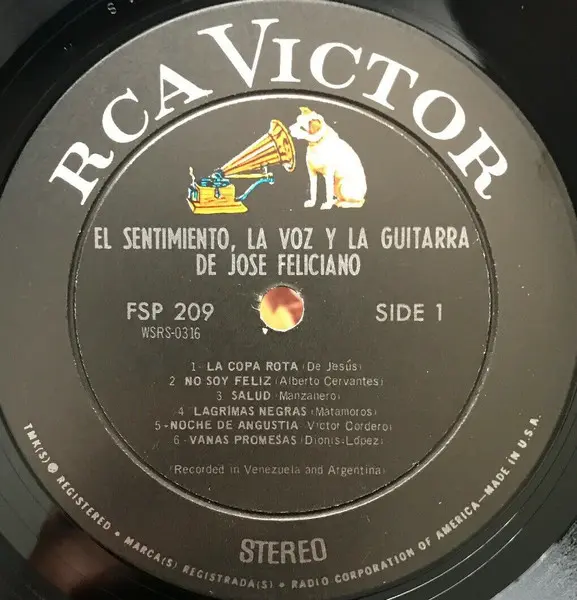 RCA VICTOR
EL SENTIMIENTO, LA VOZ Y LA GUITARRA
DE JOSE FELICIANO
FSP 209
WSRS-0316
SIDE 1
1 - LA COPA ROTA (De Jesús)
2 NO SOY FELIZ (Alberto Cervantes)
3 SALUD (Manzanero)
4 LAGRIMAS NEGRAS (Matamoros)
5 - NOCHE DE ANGUSTIA (Victor Cordero)
6 - VANAS PROMESAS (Dionis-López)
(Recorded in Venezuela and Argentina)
STEREO
TMK(S) ® REGISTERED • MARCA(S) REGISTRADA(S) • RADIO CORPORATION OF AMERICA—MADE IN U.S.A.